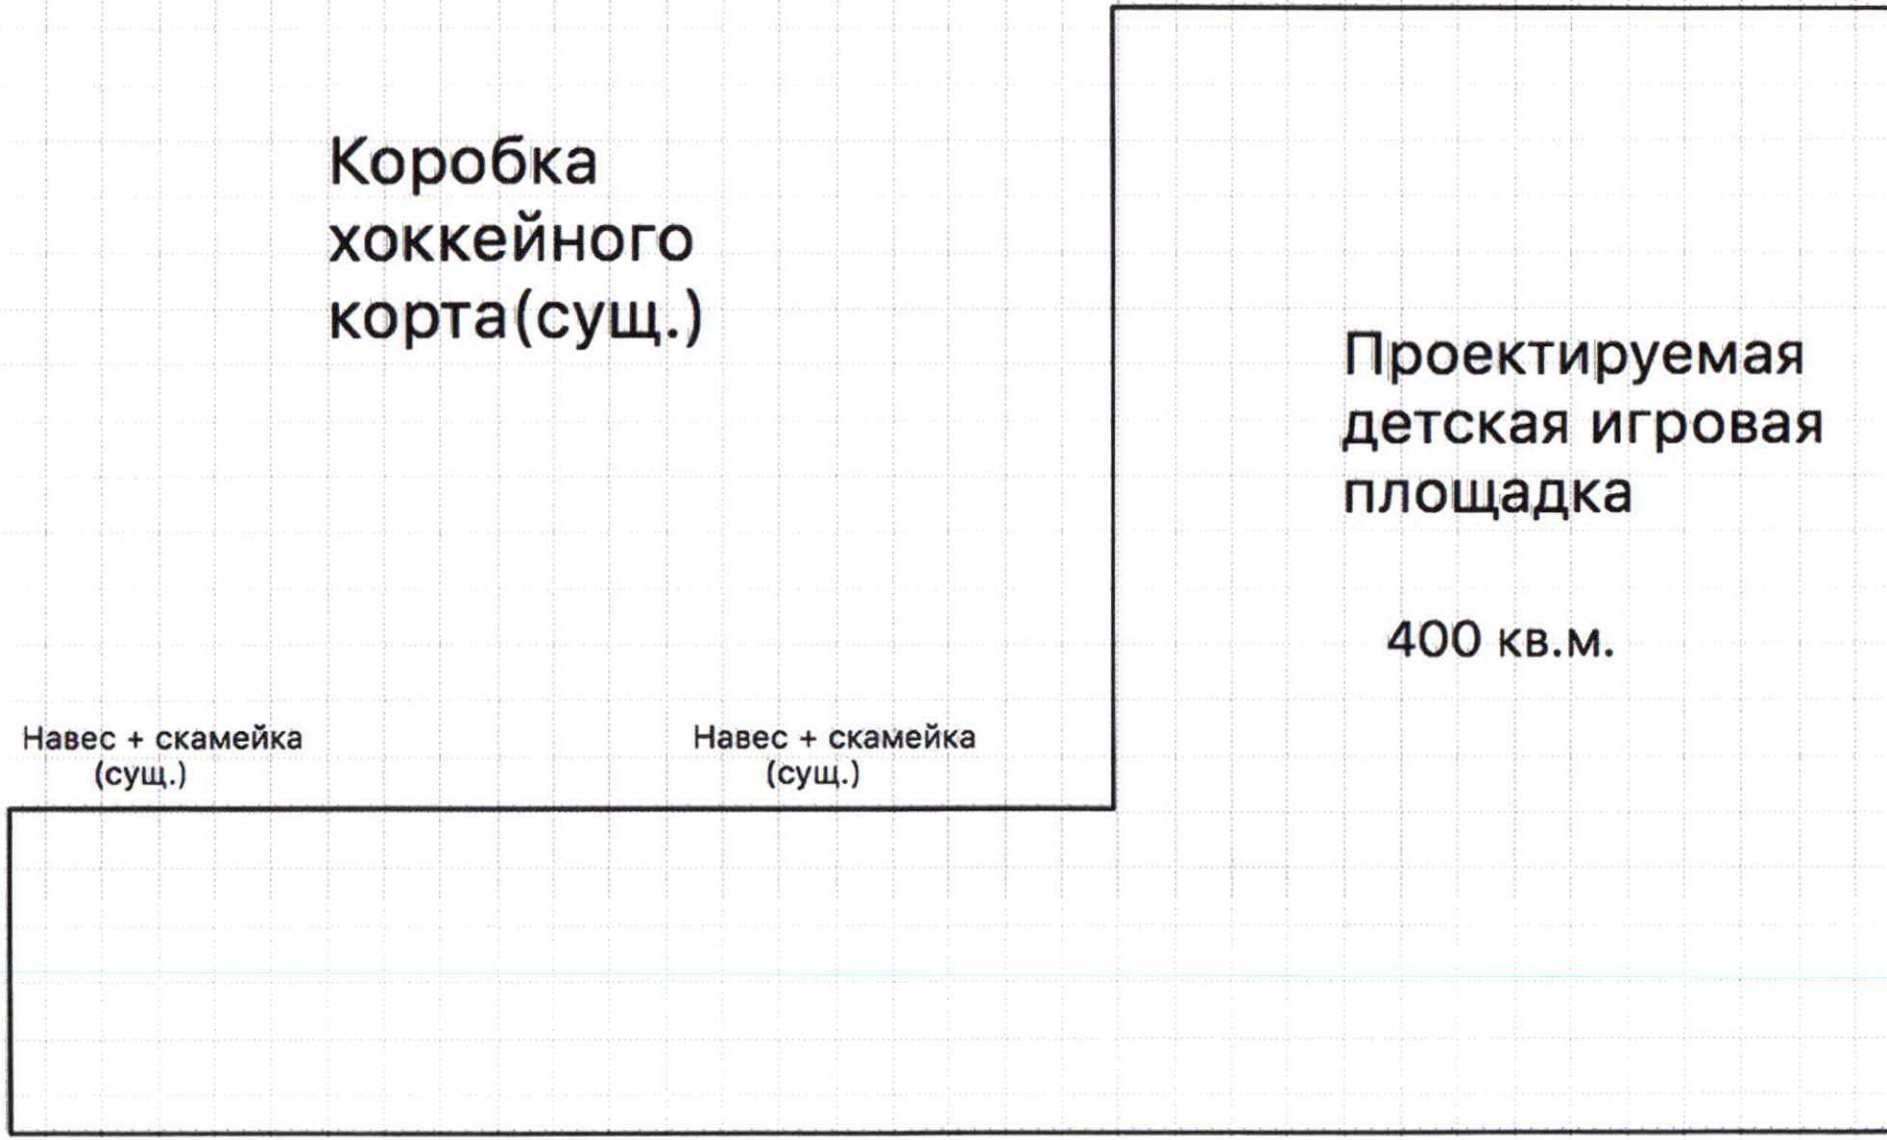 Коробка
хоккейного
корта(сущ.)
Проектируемая
детская игровая
площадка
400 кв.м.
Навес + скамейка
(сущ.)
Навес + скамейка
(сущ.)